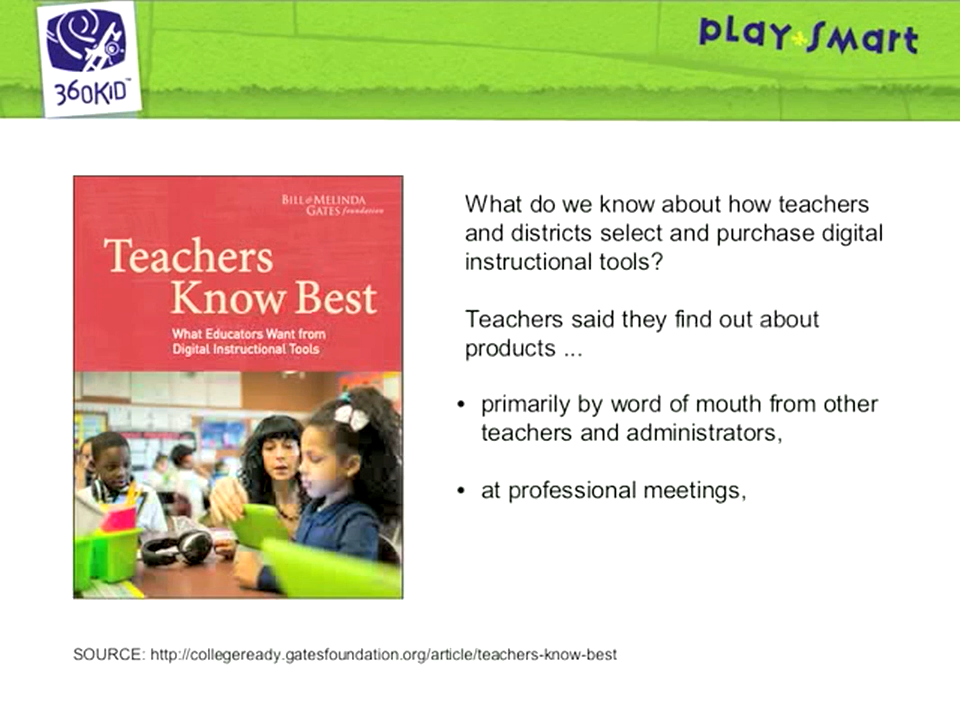 360KID™
play*smart
BILL & MELINDA
GATES foundation
Teachers
Know Best
What Educators Want from
Digital Instructional Tools
What do we know about how teachers
and districts select and purchase digital
instructional tools?
Teachers said they find out about
products ...
• primarily by word of mouth from other
teachers and administrators,
• at professional meetings,
SOURCE: http://collegeready.gatesfoundation.org/article/teachers-know-best